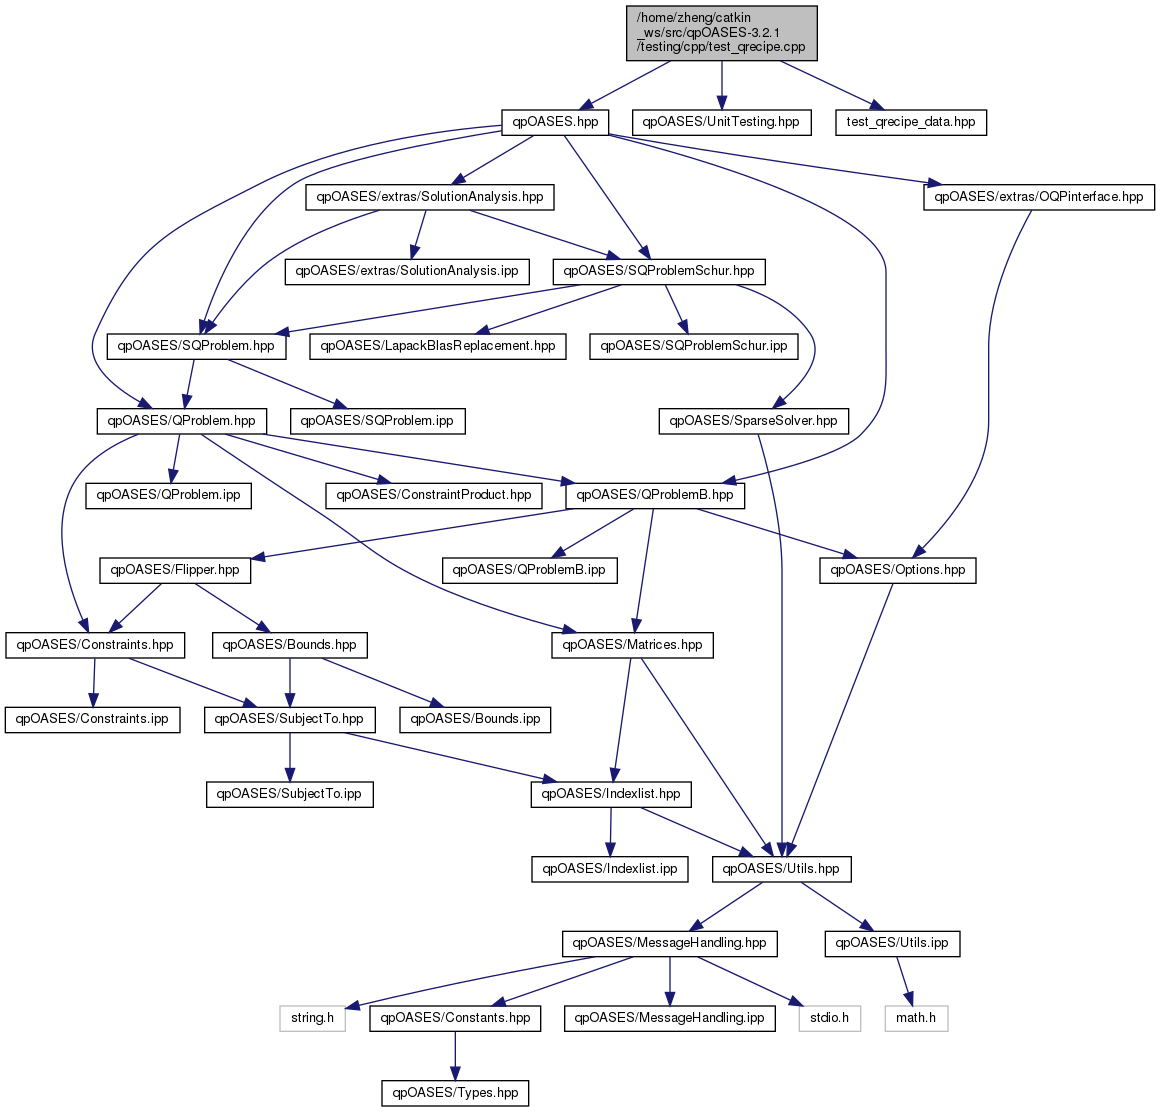 /home/zheng/catkin
_ws/src/qpOASES-3.2.1
/testing/cpp/test_qrecipe.cpp
qpOASES.hpp
qpOASES/UnitTesting.hpp
test_qrecipe_data.hpp
qpOASES/extras/SolutionAnalysis.hpp
qpOASES/extras/OQPinterface.hpp
qpOASES/extras/SolutionAnalysis.ipp
qpOASES/SQProblemSchur.hpp
qpOASES/SQProblem.hpp
qpOASES/LapackBlasReplacement.hpp
qpOASES/SQProblemSchur.ipp
qpOASES/QProblem.hpp
qpOASES/SQProblem.ipp
qpOASES/SparseSolver.hpp
qpOASES/QProblem.ipp
qpOASES/ConstraintProduct.hpp
qpOASES/QProblemB.hpp
qpOASES/Flipper.hpp
qpOASES/QProblemB.ipp
qpOASES/Options.hpp
qpOASES/Constraints.hpp
qpOASES/Bounds.hpp
qpOASES/Matrices.hpp
qpOASES/Constraints.ipp
qpOASES/SubjectTo.hpp
qpOASES/Bounds.ipp
qpOASES/SubjectTo.ipp
qpOASES/Indexlist.hpp
qpOASES/Indexlist.ipp
qpOASES/Utils.hpp
qpOASES/MessageHandling.hpp
qpOASES/Utils.ipp
string.h
qpOASES/Constants.hpp
qpOASES/MessageHandling.ipp
stdio.h
math.h
qpOASES/Types.hpp